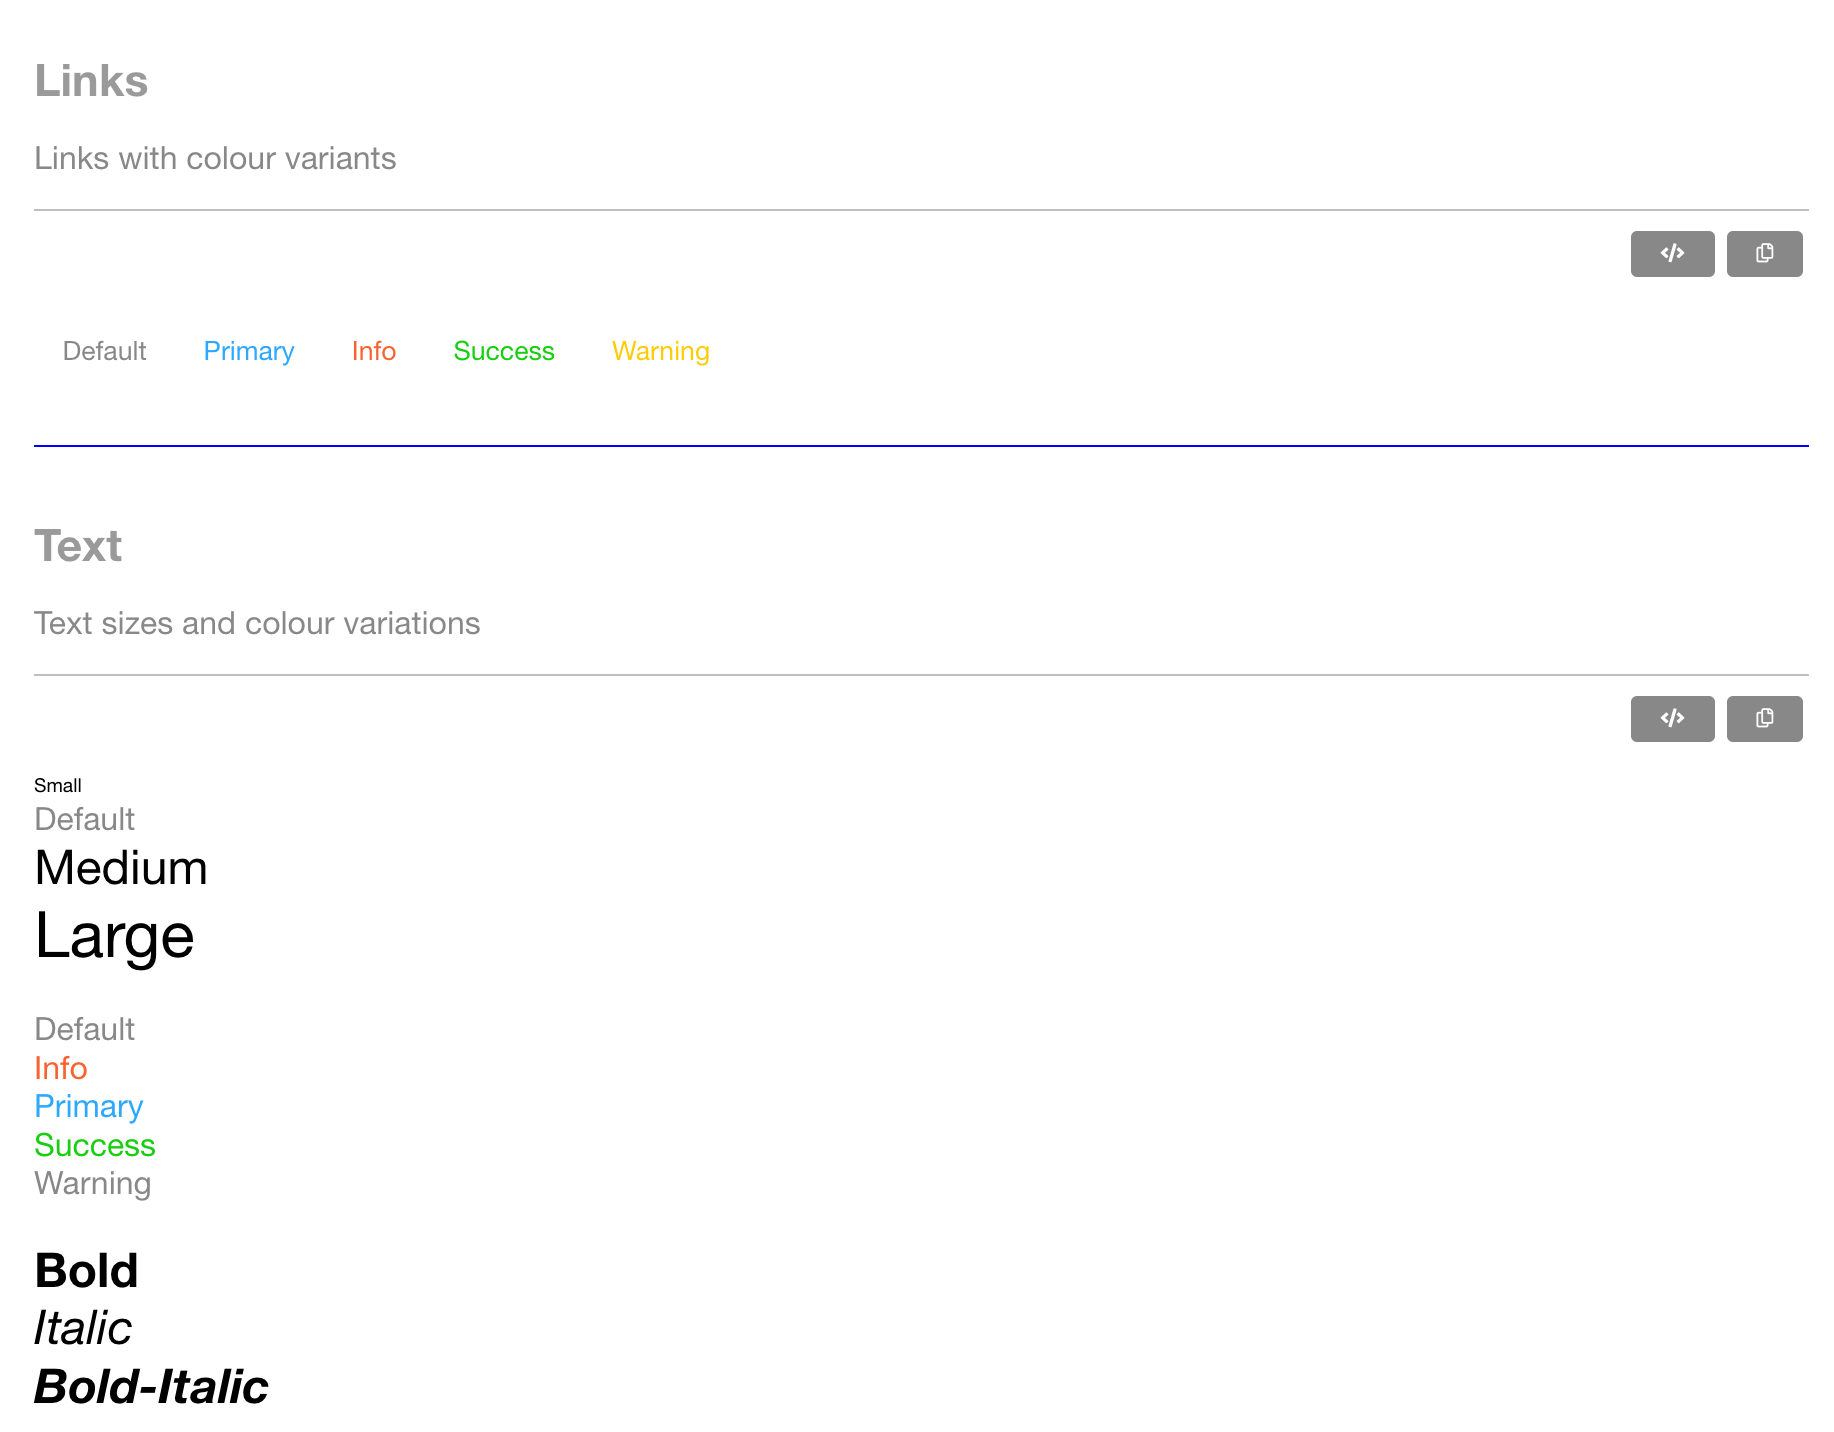 Links
Links with colour variants
Default Primary Info Success Warning
Text
Text sizes and colour variations
Small
Default
Medium
Large
Default
Info
Primary
Success
Warning
Bold
Italic
Bold-Italic